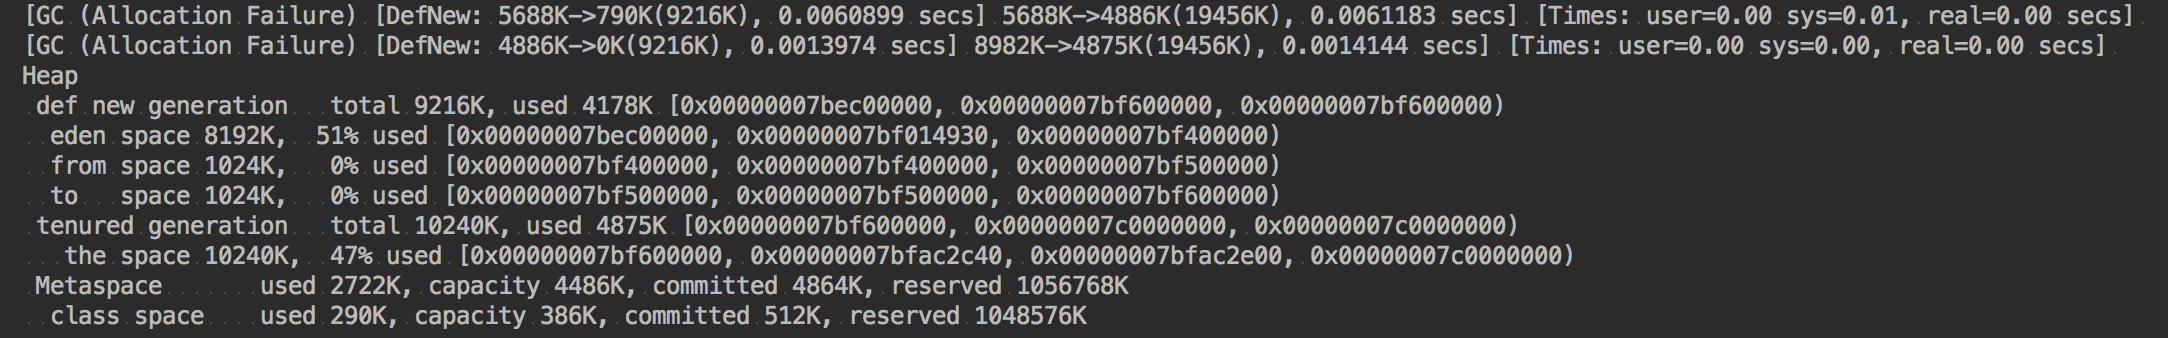 [GC (Allocation Failure) [DefNew: 5688K->790K(9216K), 0.0060899 secs] 5688K->4886K(19456K), 0.0061183 secs] [Times: user=0.00 sys=0.01, real=0.00 secs]
[GC (Allocation Failure) [DefNew: 4886K->0K(9216K), 0.0013974 secs] 8982K->4875K(19456K), 0.0014144 secs] [Times: user=0.00 sys=0.00, real=0.00 secs]
Heap
 def new generation   total 9216K, used 4178K [0x00000007bec00000, 0x00000007bf600000, 0x00000007bf600000)
  eden space 8192K,  51% used [0x00000007bec00000, 0x00000007bf014930, 0x00000007bf400000)
  from space 1024K,   0% used [0x00000007bf400000, 0x00000007bf400000, 0x00000007bf500000)
  to   space 1024K,   0% used [0x00000007bf500000, 0x00000007bf500000, 0x00000007bf600000)
 tenured generation   total 10240K, used 4875K [0x00000007bf600000, 0x00000007c0000000, 0x00000007c0000000)
   the space 10240K,  47% used [0x00000007bf600000, 0x00000007bfac2c40, 0x00000007bfac2e00, 0x00000007c0000000)
 Metaspace       used 2722K, capacity 4486K, committed 4864K, reserved 1056768K
  class space    used 290K, capacity 386K, committed 512K, reserved 1048576K